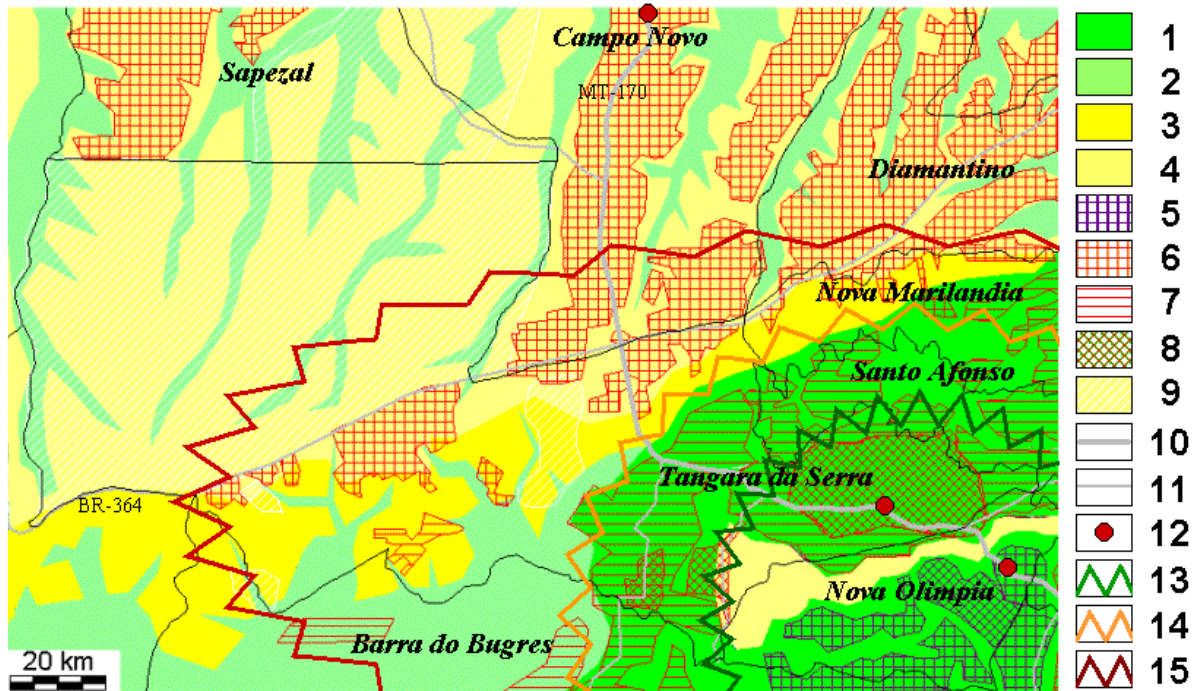 Campo Novo
Sapezal
MT-170
Diamantino
Nova Marilandia
Santo Afonso
Tangara da Serra
BR-364
Nova Olimpia
Barra do Bugres
20 km
1
2
3
4
5
6
7
8
9
10
11
12
13
14
15